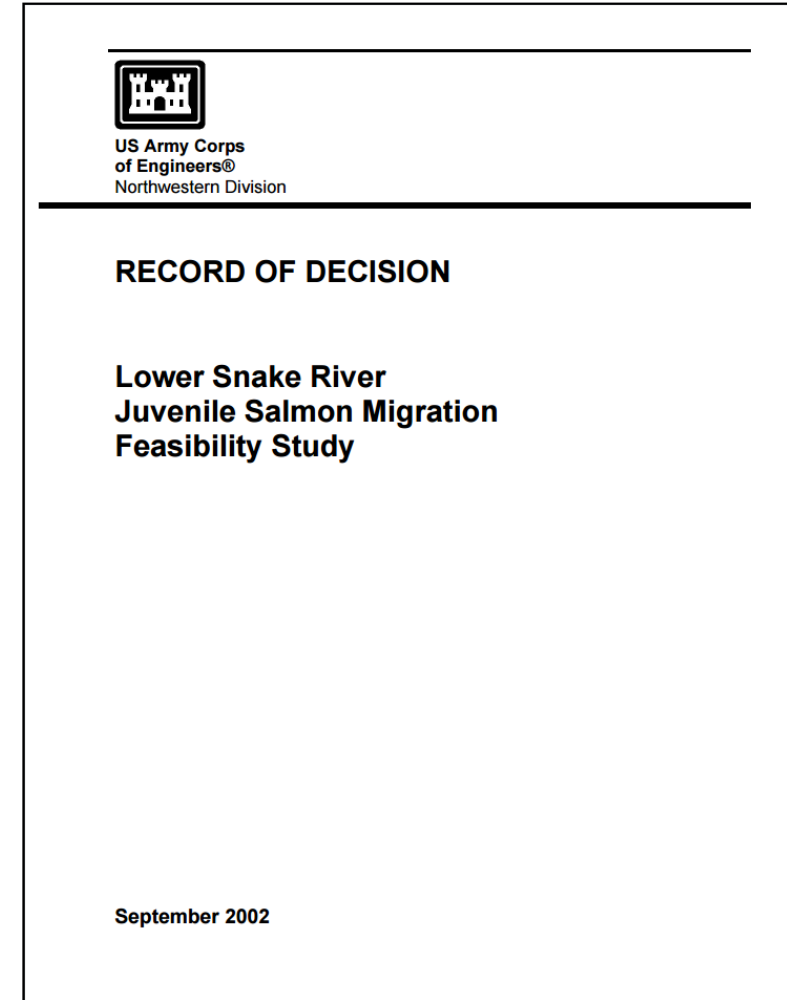 US Army Corps
of Engineers®
Northwestern Division
RECORD OF DECISION
Lower Snake River
Juvenile Salmon Migration
Feasibility Study
September 2002